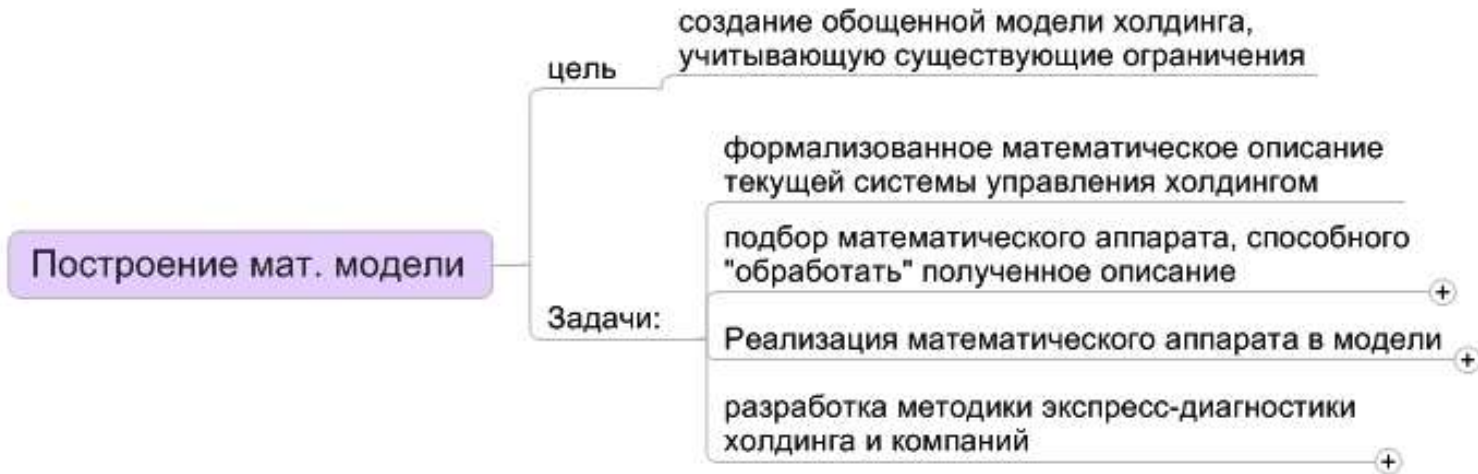 Построение мат. модели
цель
создание обощенной модели холдинга,
учитывающую существующие ограничения
Задачи:
формализованное математическое описание
текущей системы управления холдингом
подбор математического аппарата, способного
"обработать" полученное описание
Реализация математического аппарата в модели
разработка методики экспресс-диагностики
холдинга и компаний